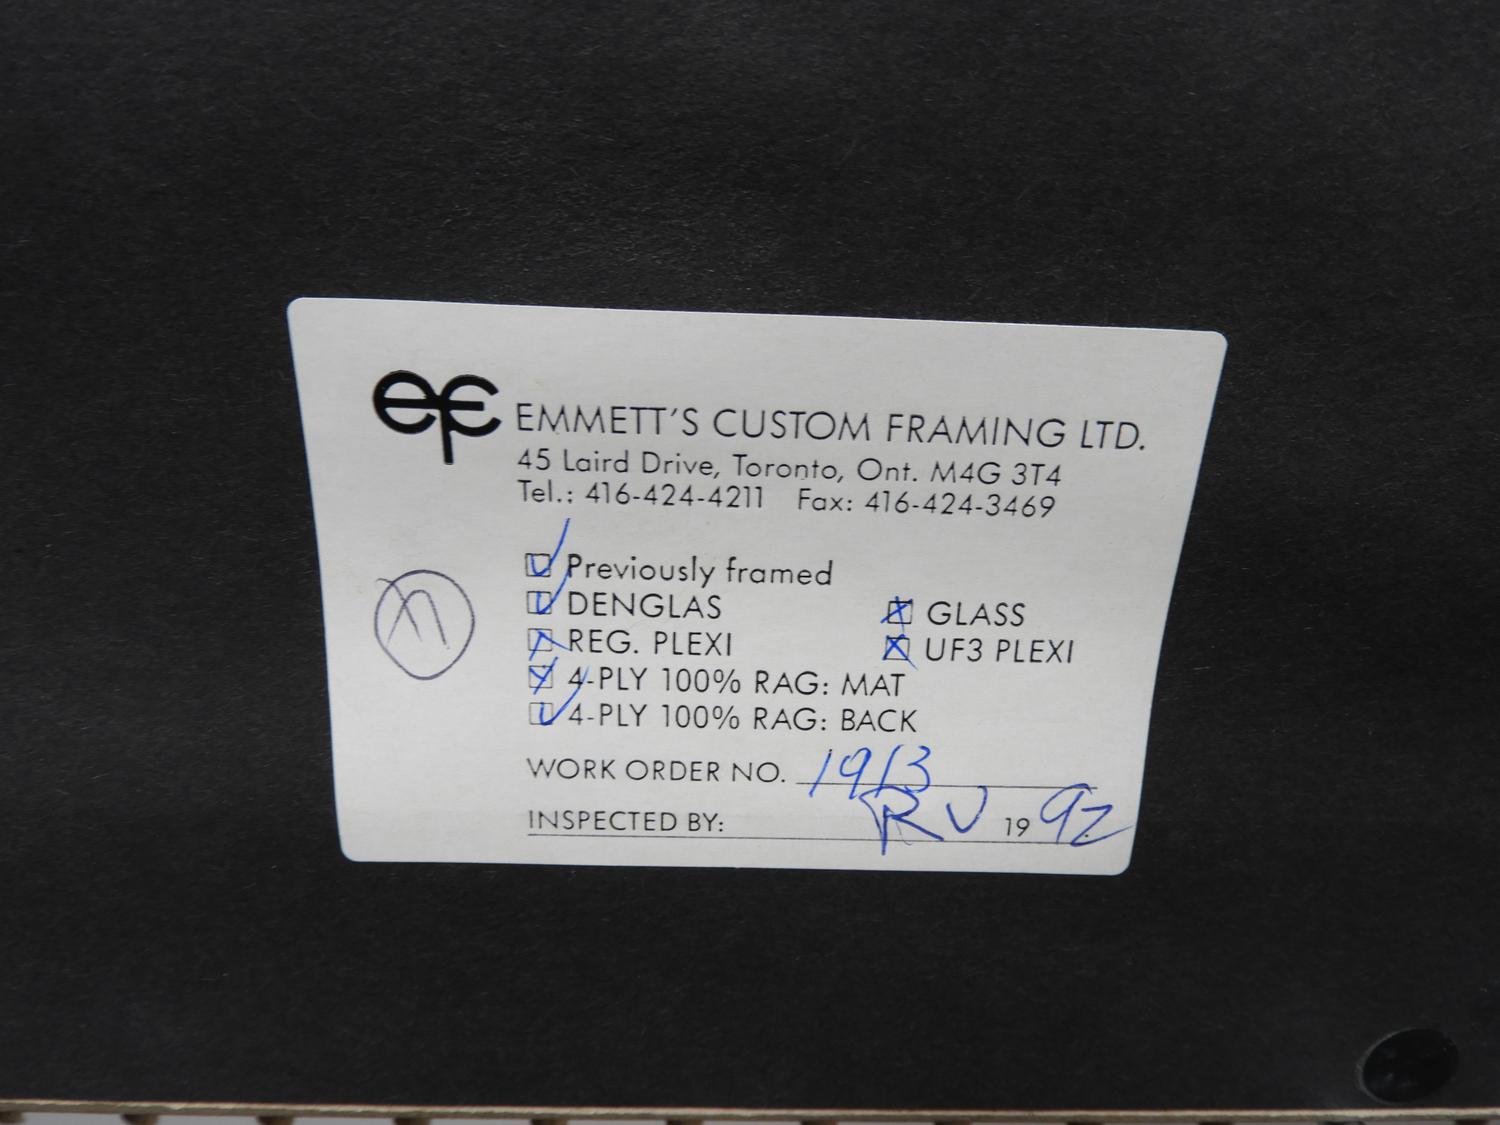 ef EMMETT'S CUSTOM FRAMING LTD.
45 Laird Drive, Toronto, Ont. M4G 3T4
Tel.: 416-424-4211 Fax: 416-424-3469
Previously framed
DENGLAS GLASS
REG. PLEXI UF3 PLEXI
4-PLY 100% RAG: MAT
4-PLY 100% RAG: BACK
WORK ORDER NO. 1913
INSPECTED BY: RV 1992